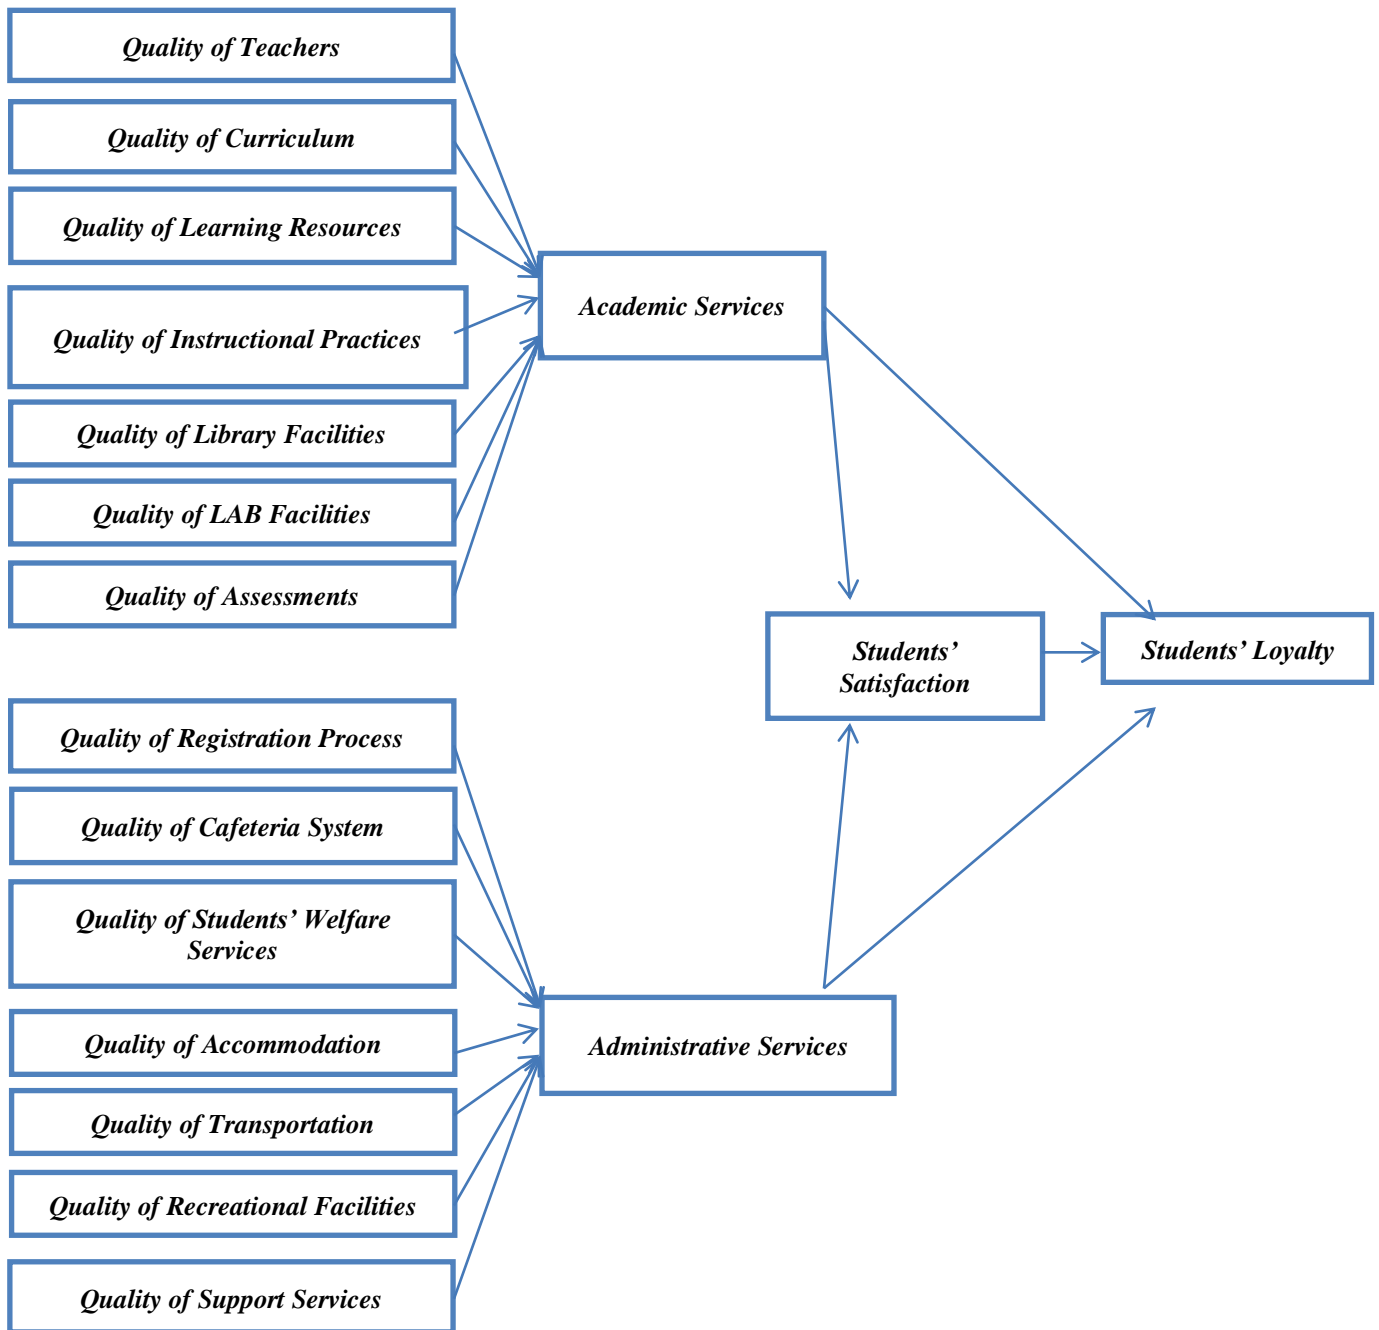 Quality of Teachers
Quality of Curriculum
Quality of Learning Resources
Quality of Instructional Practices
Quality of Library Facilities
Quality of LAB Facilities
Quality of Assessments
Academic Services
Students’
Satisfaction
Students’ Loyalty
Quality of Registration Process
Quality of Cafeteria System
Quality of Students’ Welfare
Services
Quality of Accommodation
Quality of Transportation
Quality of Recreational Facilities
Quality of Support Services
Administrative Services